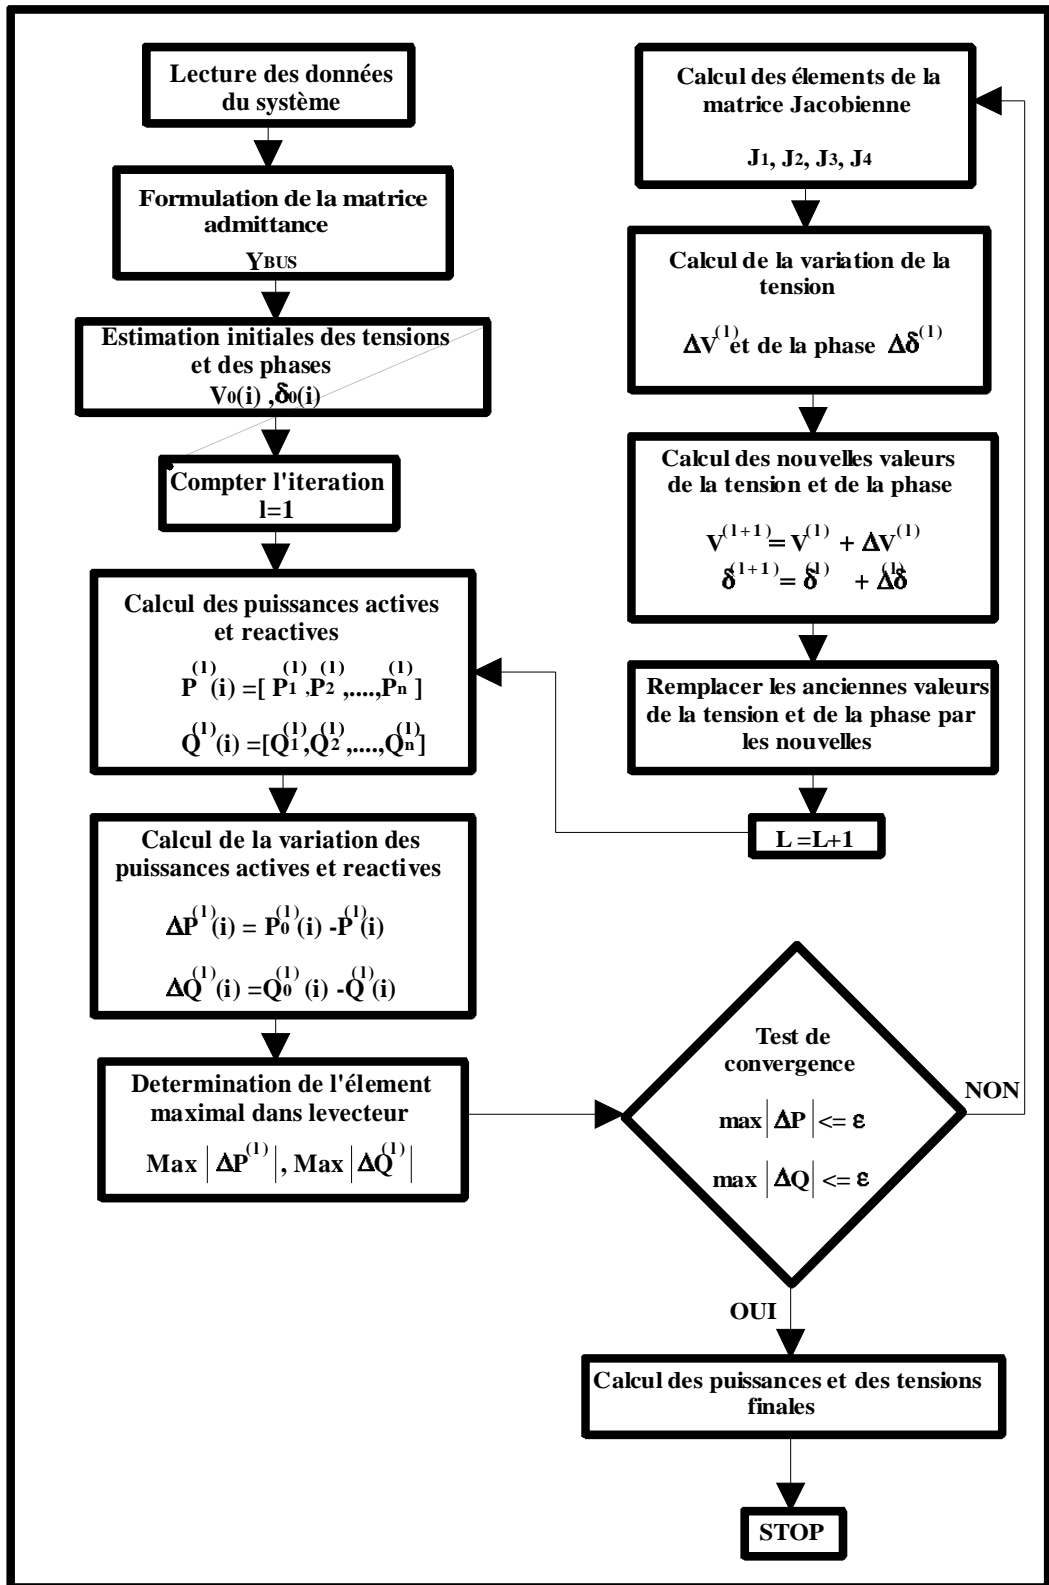 Lecture des données
du système
Formulation de la matrice
admittance
YBUS
Estimation initiales des tensions
et des phases
V0(i) ,δ0(i)
Compter l'iteration
l=1
Calcul des puissances actives
et reactives
P^(l)(i) =[ P1^(l) ,P2^(l) ,....,Pn^(l) ]
Q^(l)(i) =[Q1^(l),Q2^(l),....,Qn^(l)]
Calcul de la variation des
puissances actives et reactives
ΔP^(l)(i) = P0^(l)(i) -P^(l)(i)
ΔQ^(l)(i) =Q0^(l)(i) -Q^(l)(i)
Determination de l'élement
maximal dans levecteur
Max |ΔP^(l)|, Max |ΔQ^(l)|
Calcul des élements de la
matrice Jacobienne
J1, J2, J3, J4
Calcul de la variation de la
tension
ΔV^(l) et de la phase Δδ^(l)
Calcul des nouvelles valeurs
de la tension et de la phase
V^(l+1)= V^(l) + ΔV^(l)
δ^(l+1)= δ^(l) + Δδ^(l)
Remplacer les anciennes valeurs
de la tension et de la phase par
les nouvelles
L =L+1
Test de
convergence
max |ΔP| <= ε
max |ΔQ| <= ε
NON
OUI
Calcul des puissances et des tensions
finales
STOP